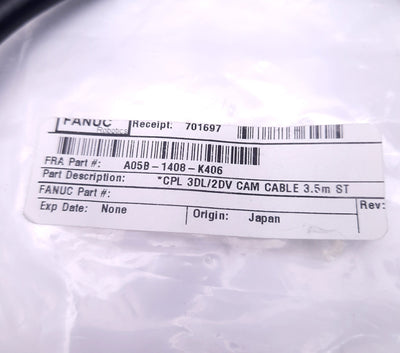 FANUC
Robotics
Receipt: 701697
FRA Part #: A05B-1408-K406
Part Description: *CPL 3DL/2DV CAM CABLE 3.5m ST
FANUC Part #:
Rev:
Exp Date: None
Origin: Japan